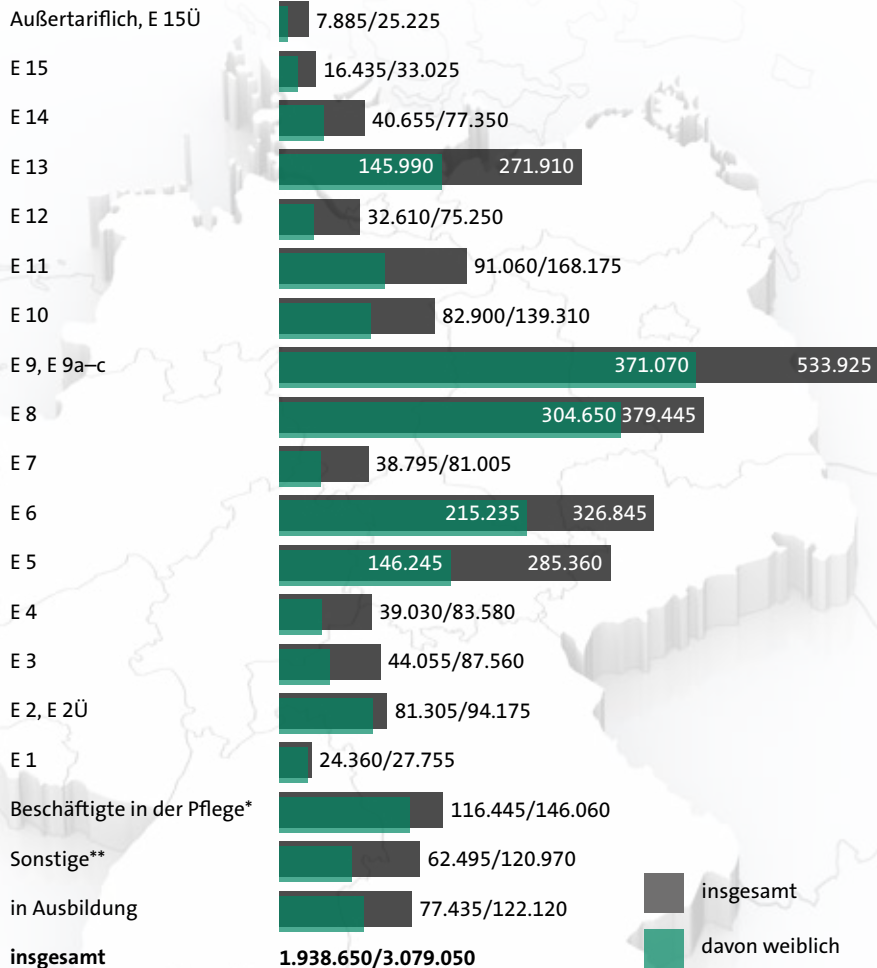 Außertariflich, E 15Ü 7.885/25.225
E 15 16.435/33.025
E 14 40.655/77.350
E 13 145.990 271.910
E 12 32.610/75.250
E 11 91.060/168.175
E 10 82.900/139.310
E 9, E 9a–c 371.070 533.925
E 8 304.650 379.445
E 7 38.795/81.005
E 6 215.235 326.845
E 5 146.245 285.360
E 4 39.030/83.580
E 3 44.055/87.560
E 2, E 2Ü 81.305/94.175
E 1 24.360/27.755
Beschäftigte in der Pflege* 116.445/146.060
Sonstige** 62.495/120.970
in Ausbildung 77.435/122.120
insgesamt 1.938.650/3.079.050
insgesamt
davon weiblich